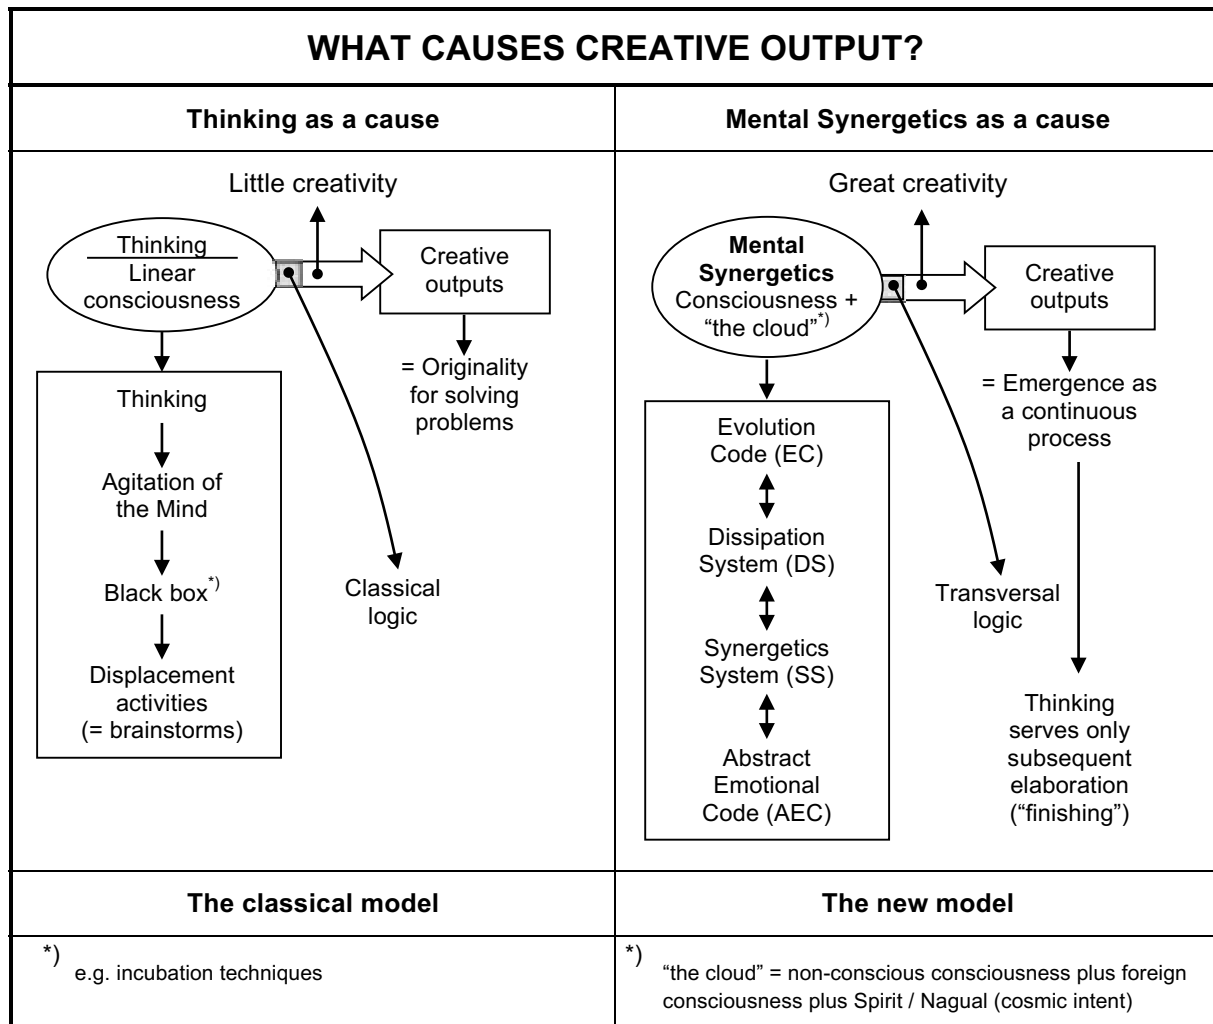 WHAT CAUSES CREATIVE OUTPUT?
Thinking as a cause
Little creativity
Thinking
Linear
consciousness
Creative
outputs
= Originality
for solving
problems
Thinking
Agitation of
the Mind
Black box*)
Displacement
activities
(= brainstorms)
Classical
logic
The classical model
*)
e.g. incubation techniques
Mental Synergetics as a cause
Great creativity
Mental
Synergetics
Consciousness +
“the cloud”*)
Creative
outputs
= Emergence as
a continuous
process
Evolution
Code (EC)
Dissipation
System (DS)
Synergetics
System (SS)
Abstract
Emotional
Code (AEC)
Transversal
logic
Thinking
serves only
subsequent
elaboration
(“finishing”)
The new model
*)
“the cloud” = non-conscious consciousness plus foreign
consciousness plus Spirit / Nagual (cosmic intent)